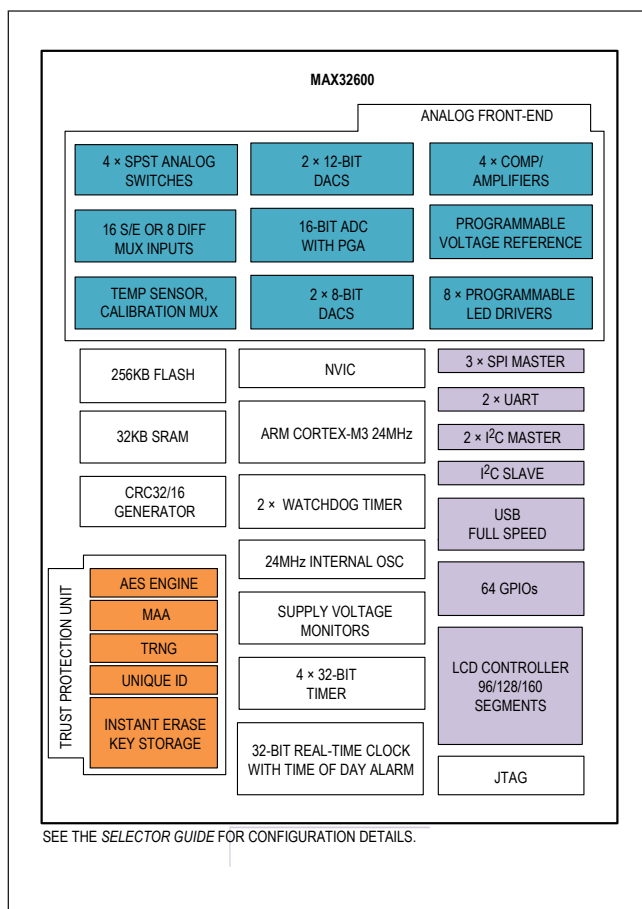 MAX32600
ANALOG FRONT-END
4 × SPST ANALOG
SWITCHES
2 × 12-BIT
DACS
4 × COMP/
AMPLIFIERS
16 S/E OR 8 DIFF
MUX INPUTS
16-BIT ADC
WITH PGA
PROGRAMMABLE
VOLTAGE REFERENCE
TEMP SENSOR,
CALIBRATION MUX
2 × 8-BIT
DACS
8 × PROGRAMMABLE
LED DRIVERS
256KB FLASH
32KB SRAM
CRC32/16
GENERATOR
TRUST PROTECTION UNIT
AES ENGINE
MAA
TRNG
UNIQUE ID
INSTANT ERASE
KEY STORAGE
NVIC
ARM CORTEX-M3 24MHz
2 × WATCHDOG TIMER
24MHz INTERNAL OSC
SUPPLY VOLTAGE
MONITORS
4 × 32-BIT
TIMER
32-BIT REAL-TIME CLOCK
WITH TIME OF DAY ALARM
3 × SPI MASTER
2 × UART
2 × I²C MASTER
I²C SLAVE
USB
FULL SPEED
64 GPIOs
LCD CONTROLLER
96/128/160
SEGMENTS
JTAG
SEE THE SELECTOR GUIDE FOR CONFIGURATION DETAILS.